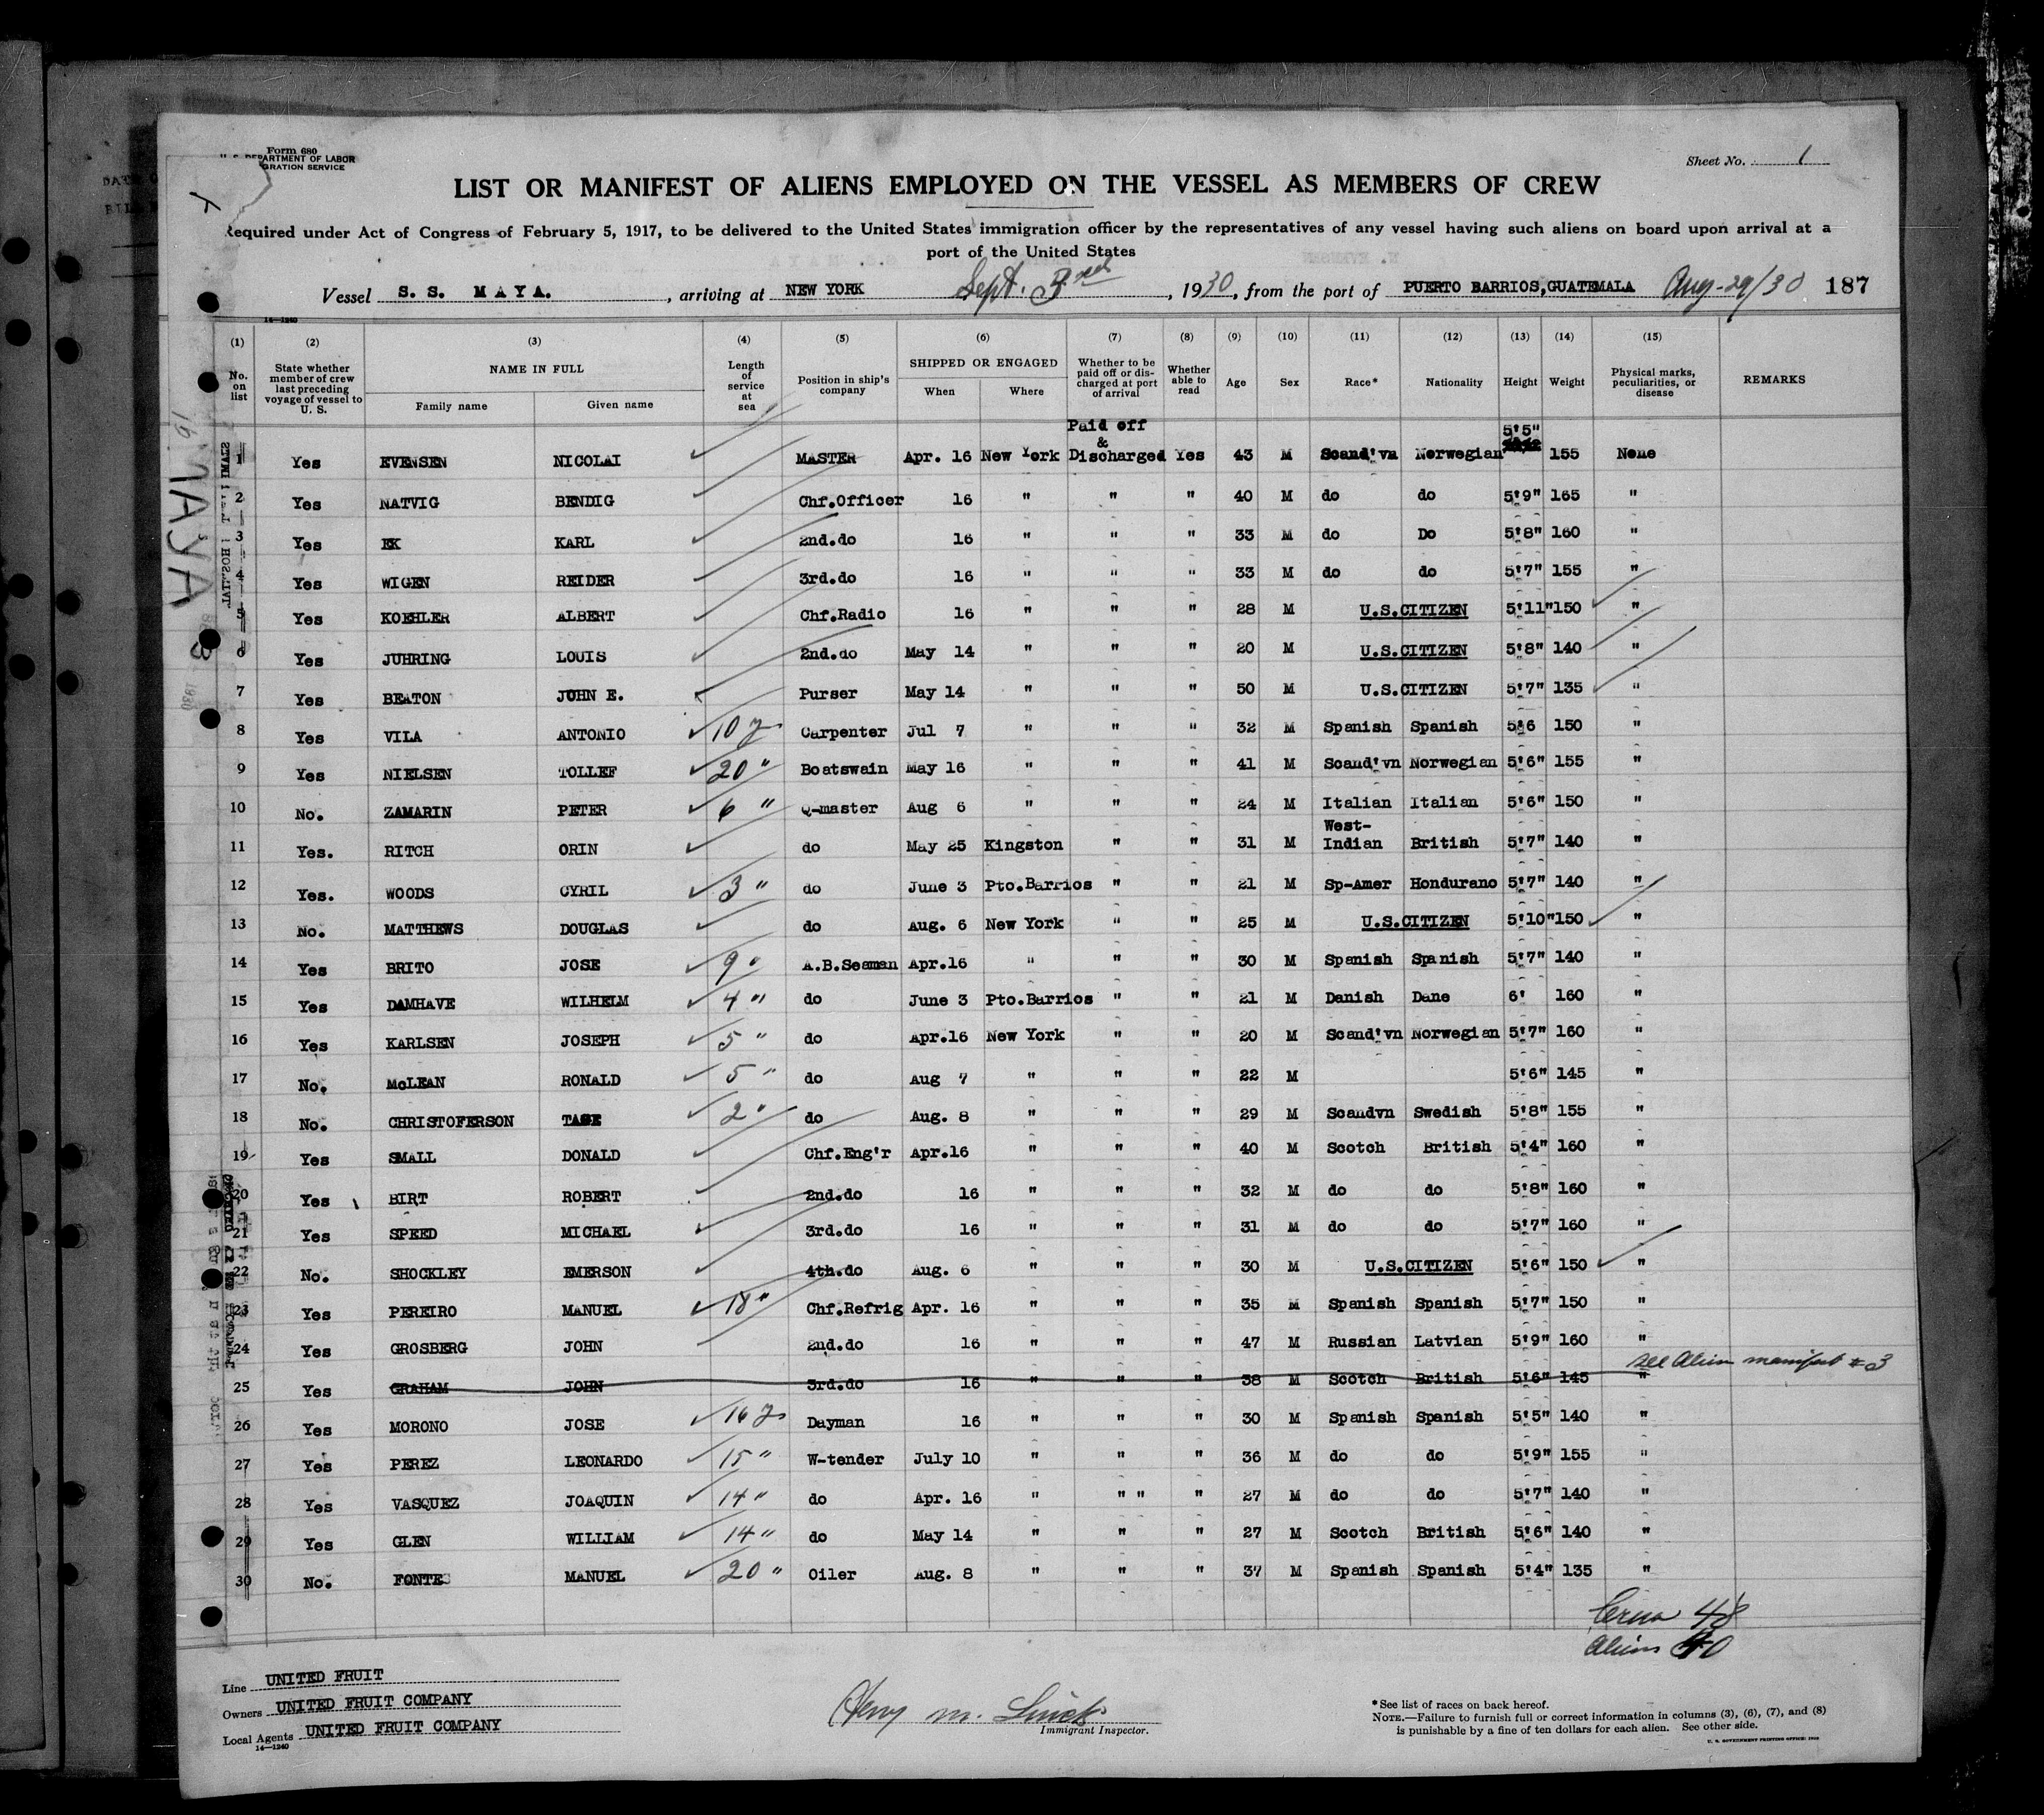 Form 680
U. S. DEPARTMENT OF LABOR
GRATION SERVICE
Sheet No. 1
LIST OR MANIFEST OF ALIENS EMPLOYED ON THE VESSEL AS MEMBERS OF CREW
Required under Act of Congress of February 5, 1917, to be delivered to the United States immigration officer by the representatives of any vessel having such aliens on board upon arrival at a
port of the United States
Vessel S. S. MAYA. , arriving at NEW YORK Sept. 3rd , 1930, from the port of PUERTO BARRIOS,GUATEMALA Aug-29/30 187
14—1240
(1) (2) (3) (4) (5) (6) (7) (8) (9) (10) (11) (12) (13) (14) (15)
No. on list State whether member of crew last preceding voyage of vessel to U. S. NAME IN FULL Family name Given name Length of service at sea Position in ship's company SHIPPED OR ENGAGED When Where Whether to be paid off or discharged at port of arrival Whether able to read Age Sex Race* Nationality Height Weight Physical marks, peculiarities, or disease REMARKS
1 Yes EVENSEN NICOLAI MASTER Apr. 16 New York Paid off & Discharged Yes 43 M Scand'vn Norwegian 5'5" 155 None
2 Yes NATVIG BENDIG Chf.Officer 16 " " " 40 M do do 5'9" 165 "
3 Yes EK KARL 2nd.do 16 " " " 33 M do Do 5'8" 160 "
4 Yes WIGEN REIDER 3rd.do 16 " " " 33 M do do 5'7" 155 "
5 Yes KOEHLER ALBERT Chf.Radio 16 " " " 28 M U.S.CITIZEN 5'11" 150 "
6 Yes JUHRING LOUIS 2nd.do May 14 " " " 20 M U.S.CITIZEN 5'8" 140 "
7 Yes BEATON JOHN E. Purser May 14 " " " 50 M U.S.CITIZEN 5'7" 135 "
8 Yes VILA ANTONIO 10 y Carpenter Jul 7 " " " 32 M Spanish Spanish 5'6 150 "
9 Yes NIELSEN TOLLEF 20 " Boatswain May 16 " " " 41 M Scand'vn Norwegian 5'6" 155 "
10 No. ZAMARIN PETER 6 " Q-master Aug 6 " " " 24 M Italian Italian 5'6" 150 "
11 Yes. RITCH ORIN do May 25 Kingston " " 31 M West-Indian British 5'7" 140 "
12 Yes. WOODS CYRIL 3 " do June 3 Pto.Barrios " " 21 M Sp-Amer Hondurano 5'7" 140 "
13 No. MATTHEWS DOUGLAS do Aug. 6 New York " " 25 M U.S.CITIZEN 5'10" 150 "
14 Yes BRITO JOSE 9 " A.B.Seaman Apr.16 " " " 30 M Spanish Spanish 5'7" 140 "
15 Yes DAMHAVE WILHELM 4 " do June 3 Pto.Barrios " " 21 M Danish Dane 6' 160 "
16 Yes KARLSEN JOSEPH 5 " do Apr.16 New York " " 20 M Scand'vn Norwegian 5'7" 160 "
17 No. McLEAN RONALD 5 " do Aug 7 " " " 22 M 5'6" 145 "
18 No. CHRISTOFERSON TAGE 2 " do Aug. 8 " " " 29 M Scandvn Swedish 5'8" 155 "
19 Yes SMALL DONALD Chf.Eng'r Apr.16 " " " 40 M Scotch British 5'4" 160 "
20 Yes BIRT ROBERT 2nd.do 16 " " " 32 M do do 5'8" 160 "
21 Yes SPEED MICHAEL 3rd.do 16 " " " 31 M do do 5'7" 160 "
22 No. SHOCKLEY EMERSON 4th.do Aug. 6 " " " 30 M U.S.CITIZEN 5'6" 150 "
23 Yes PEREIRO MANUEL 18 " Chf.Refrig Apr. 16 " " " 35 M Spanish Spanish 5'7" 150 "
24 Yes GROSBERG JOHN 2nd.do 16 " " " 47 M Russian Latvian 5'9" 160 "
see Alien manifest # 3
25 Yes GRAHAM JOHN 3rd.do 16 " " " 38 M Scotch British 5'6" 145 "
26 Yes MORONO JOSE 16 y Dayman 16 " " " 30 M Spanish Spanish 5'5" 140 "
27 Yes PEREZ LEONARDO 15 " W-tender July 10 " " " 36 M do do 5'9" 155 "
28 Yes VASQUEZ JOAQUIN 14 " do Apr. 16 " " " " 27 M do do 5'7" 140 "
29 Yes GLEN WILLIAM 14 " do May 14 " " " 27 M Scotch British 5'6" 140 "
30 No. FONTES MANUEL 20 " Oiler Aug. 8 " " " 37 M Spanish Spanish 5'4" 135 "
Crew 48
Aliens 40
Line UNITED FRUIT
Owners UNITED FRUIT COMPANY
Local Agents UNITED FRUIT COMPANY
14—1240
Henry M.
Immigrant Inspector.
*See list of races on back hereof.
NOTE.—Failure to furnish full or correct information in columns (3), (6), (7), and (8)
is punishable by a fine of ten dollars for each alien. See other side.
U. S. GOVERNMENT PRINTING OFFICE:
MAYA